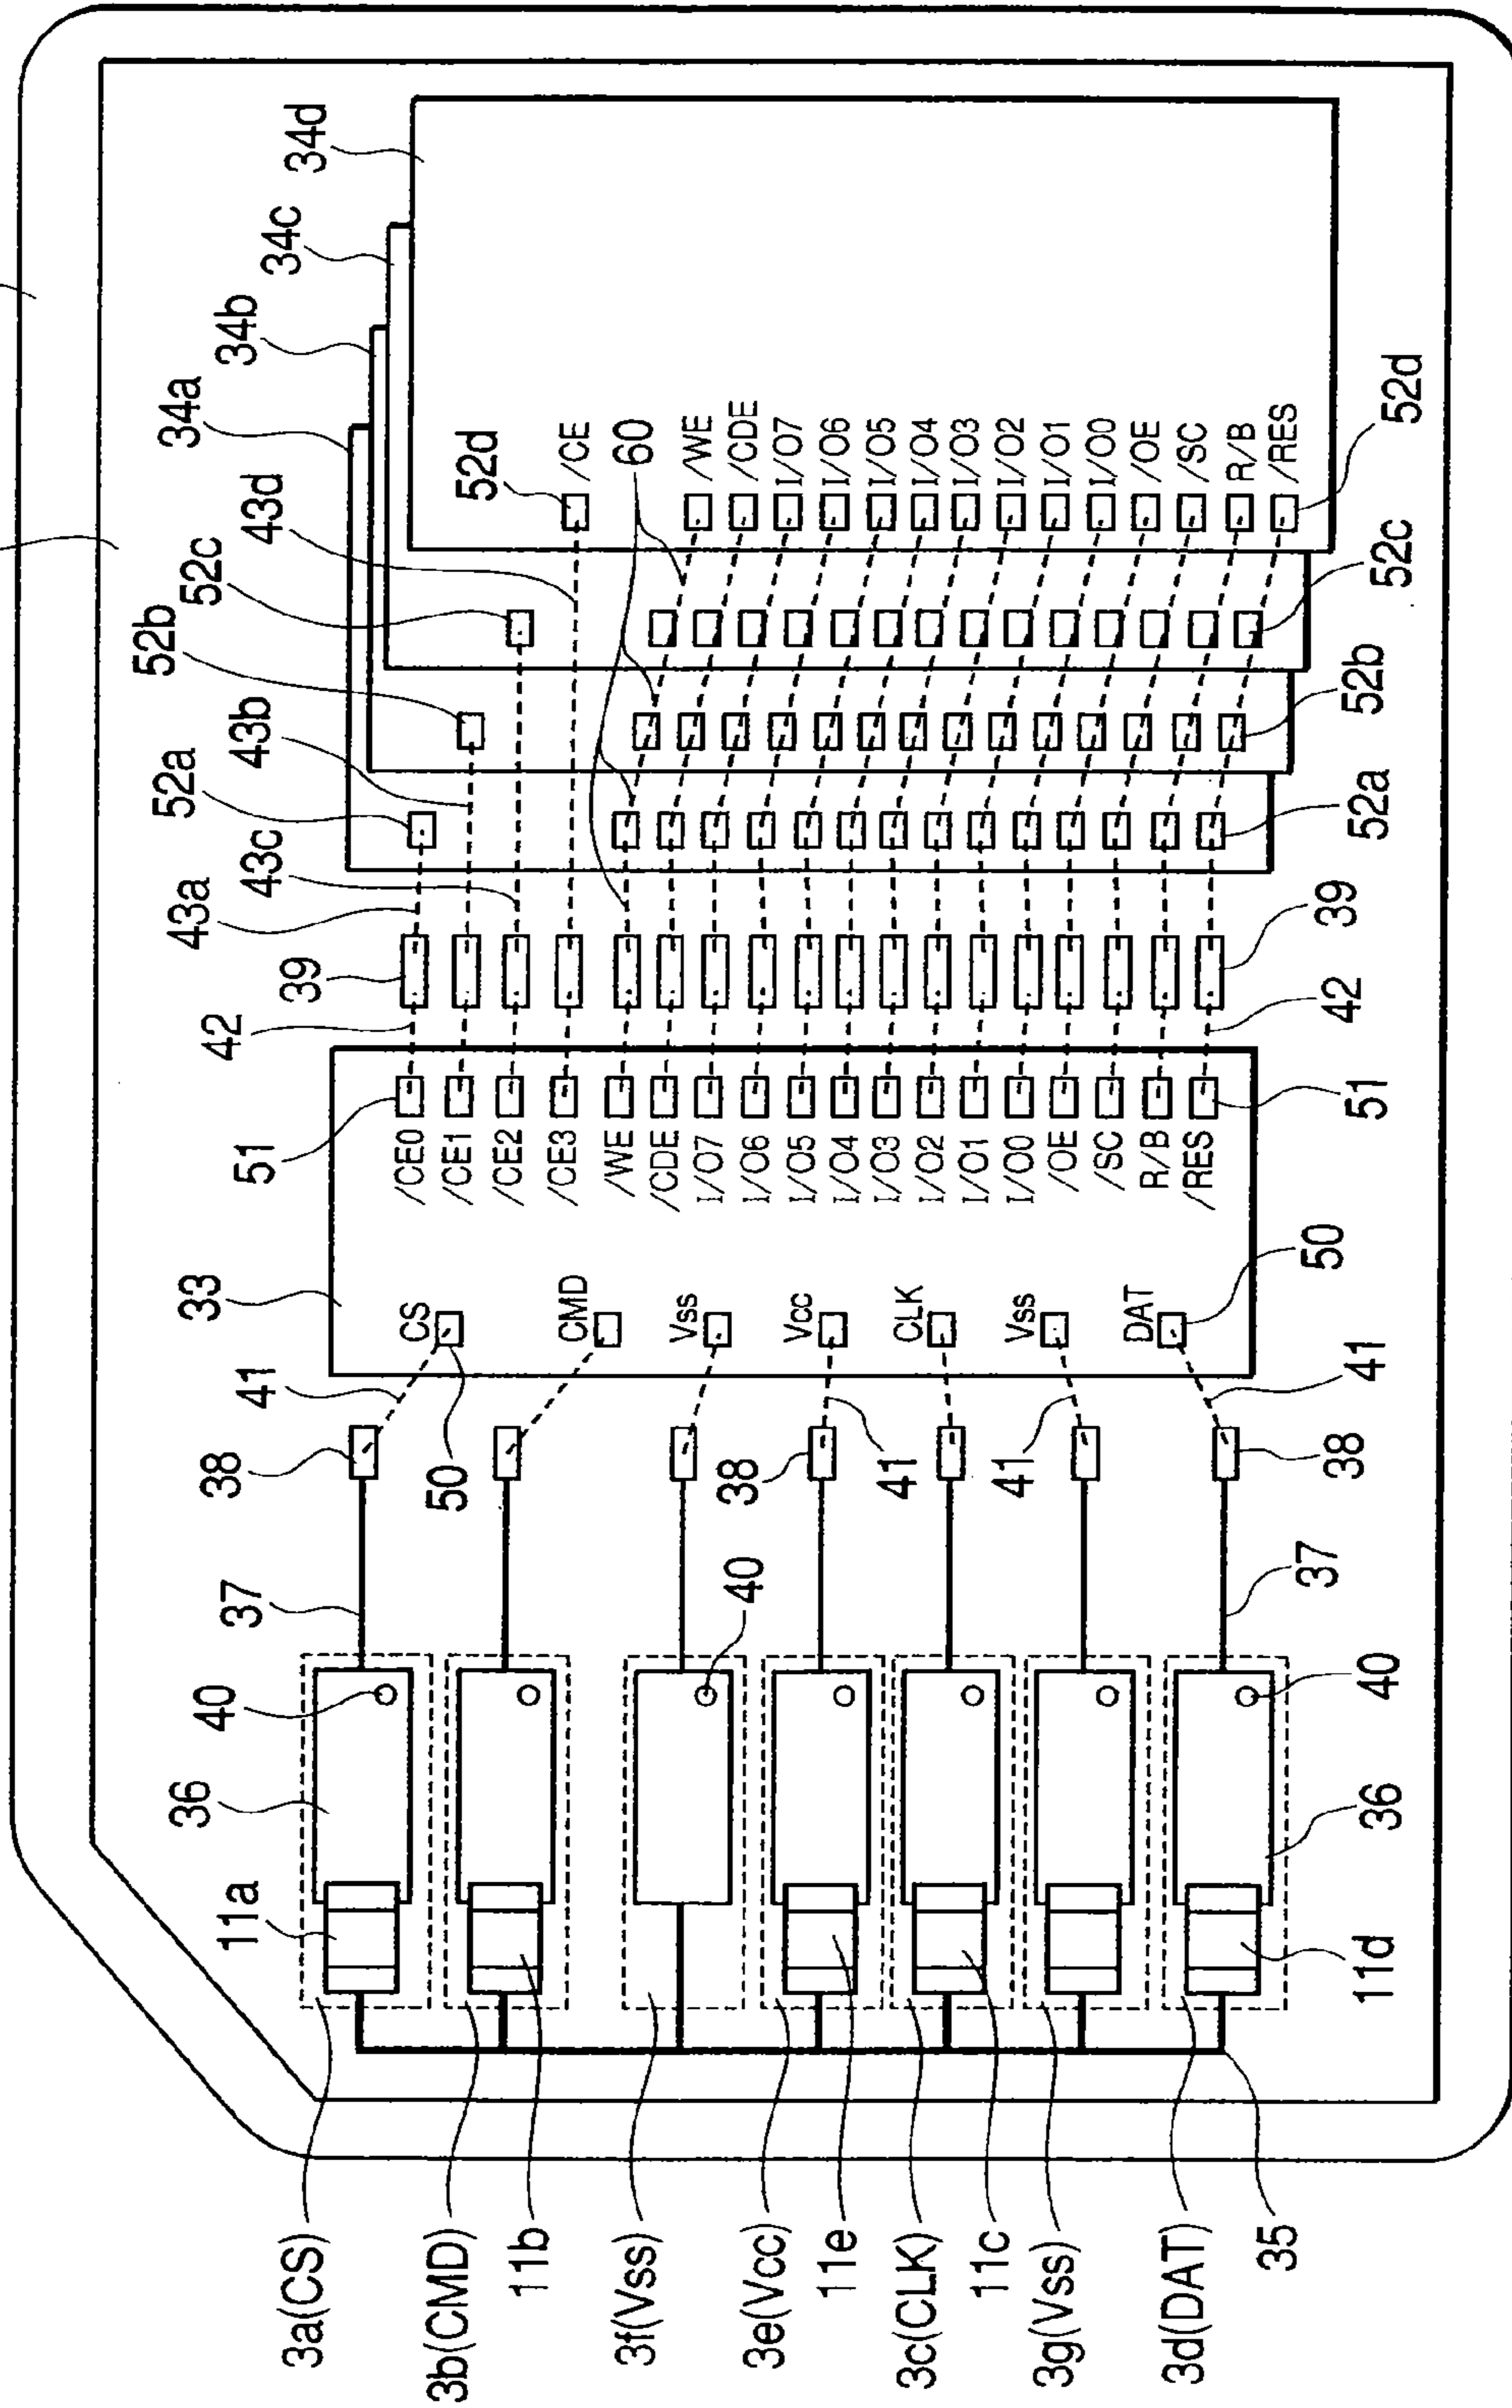 34d
34c
34b
34a
52d
43d
52c
52b
43b
52a
43c
43a
39
42
60
/CE
/WE
/CDE
I/O7
I/O6
I/O5
I/O4
I/O3
I/O2
I/O1
I/O0
/OE
/SC
R/B
/RES
52d
52c
52b
52a
39
42
51
/CE0
/CE1
/CE2
/CE3
/WE
/CDE
I/O7
I/O6
I/O5
I/O4
I/O3
I/O2
I/O1
I/O0
/OE
/SC
R/B
/RES
51
33
CS
CMD
Vss
Vcc
CLK
Vss
DAT
50
41
38
50
38
41
41
41
38
37
40
37
40
36
40
36
11a
11d
3a(CS)
3b(CMD)
11b
3f(Vss)
3e(Vcc)
11e
3c(CLK)
11c
3g(Vss)
3d(DAT)
35